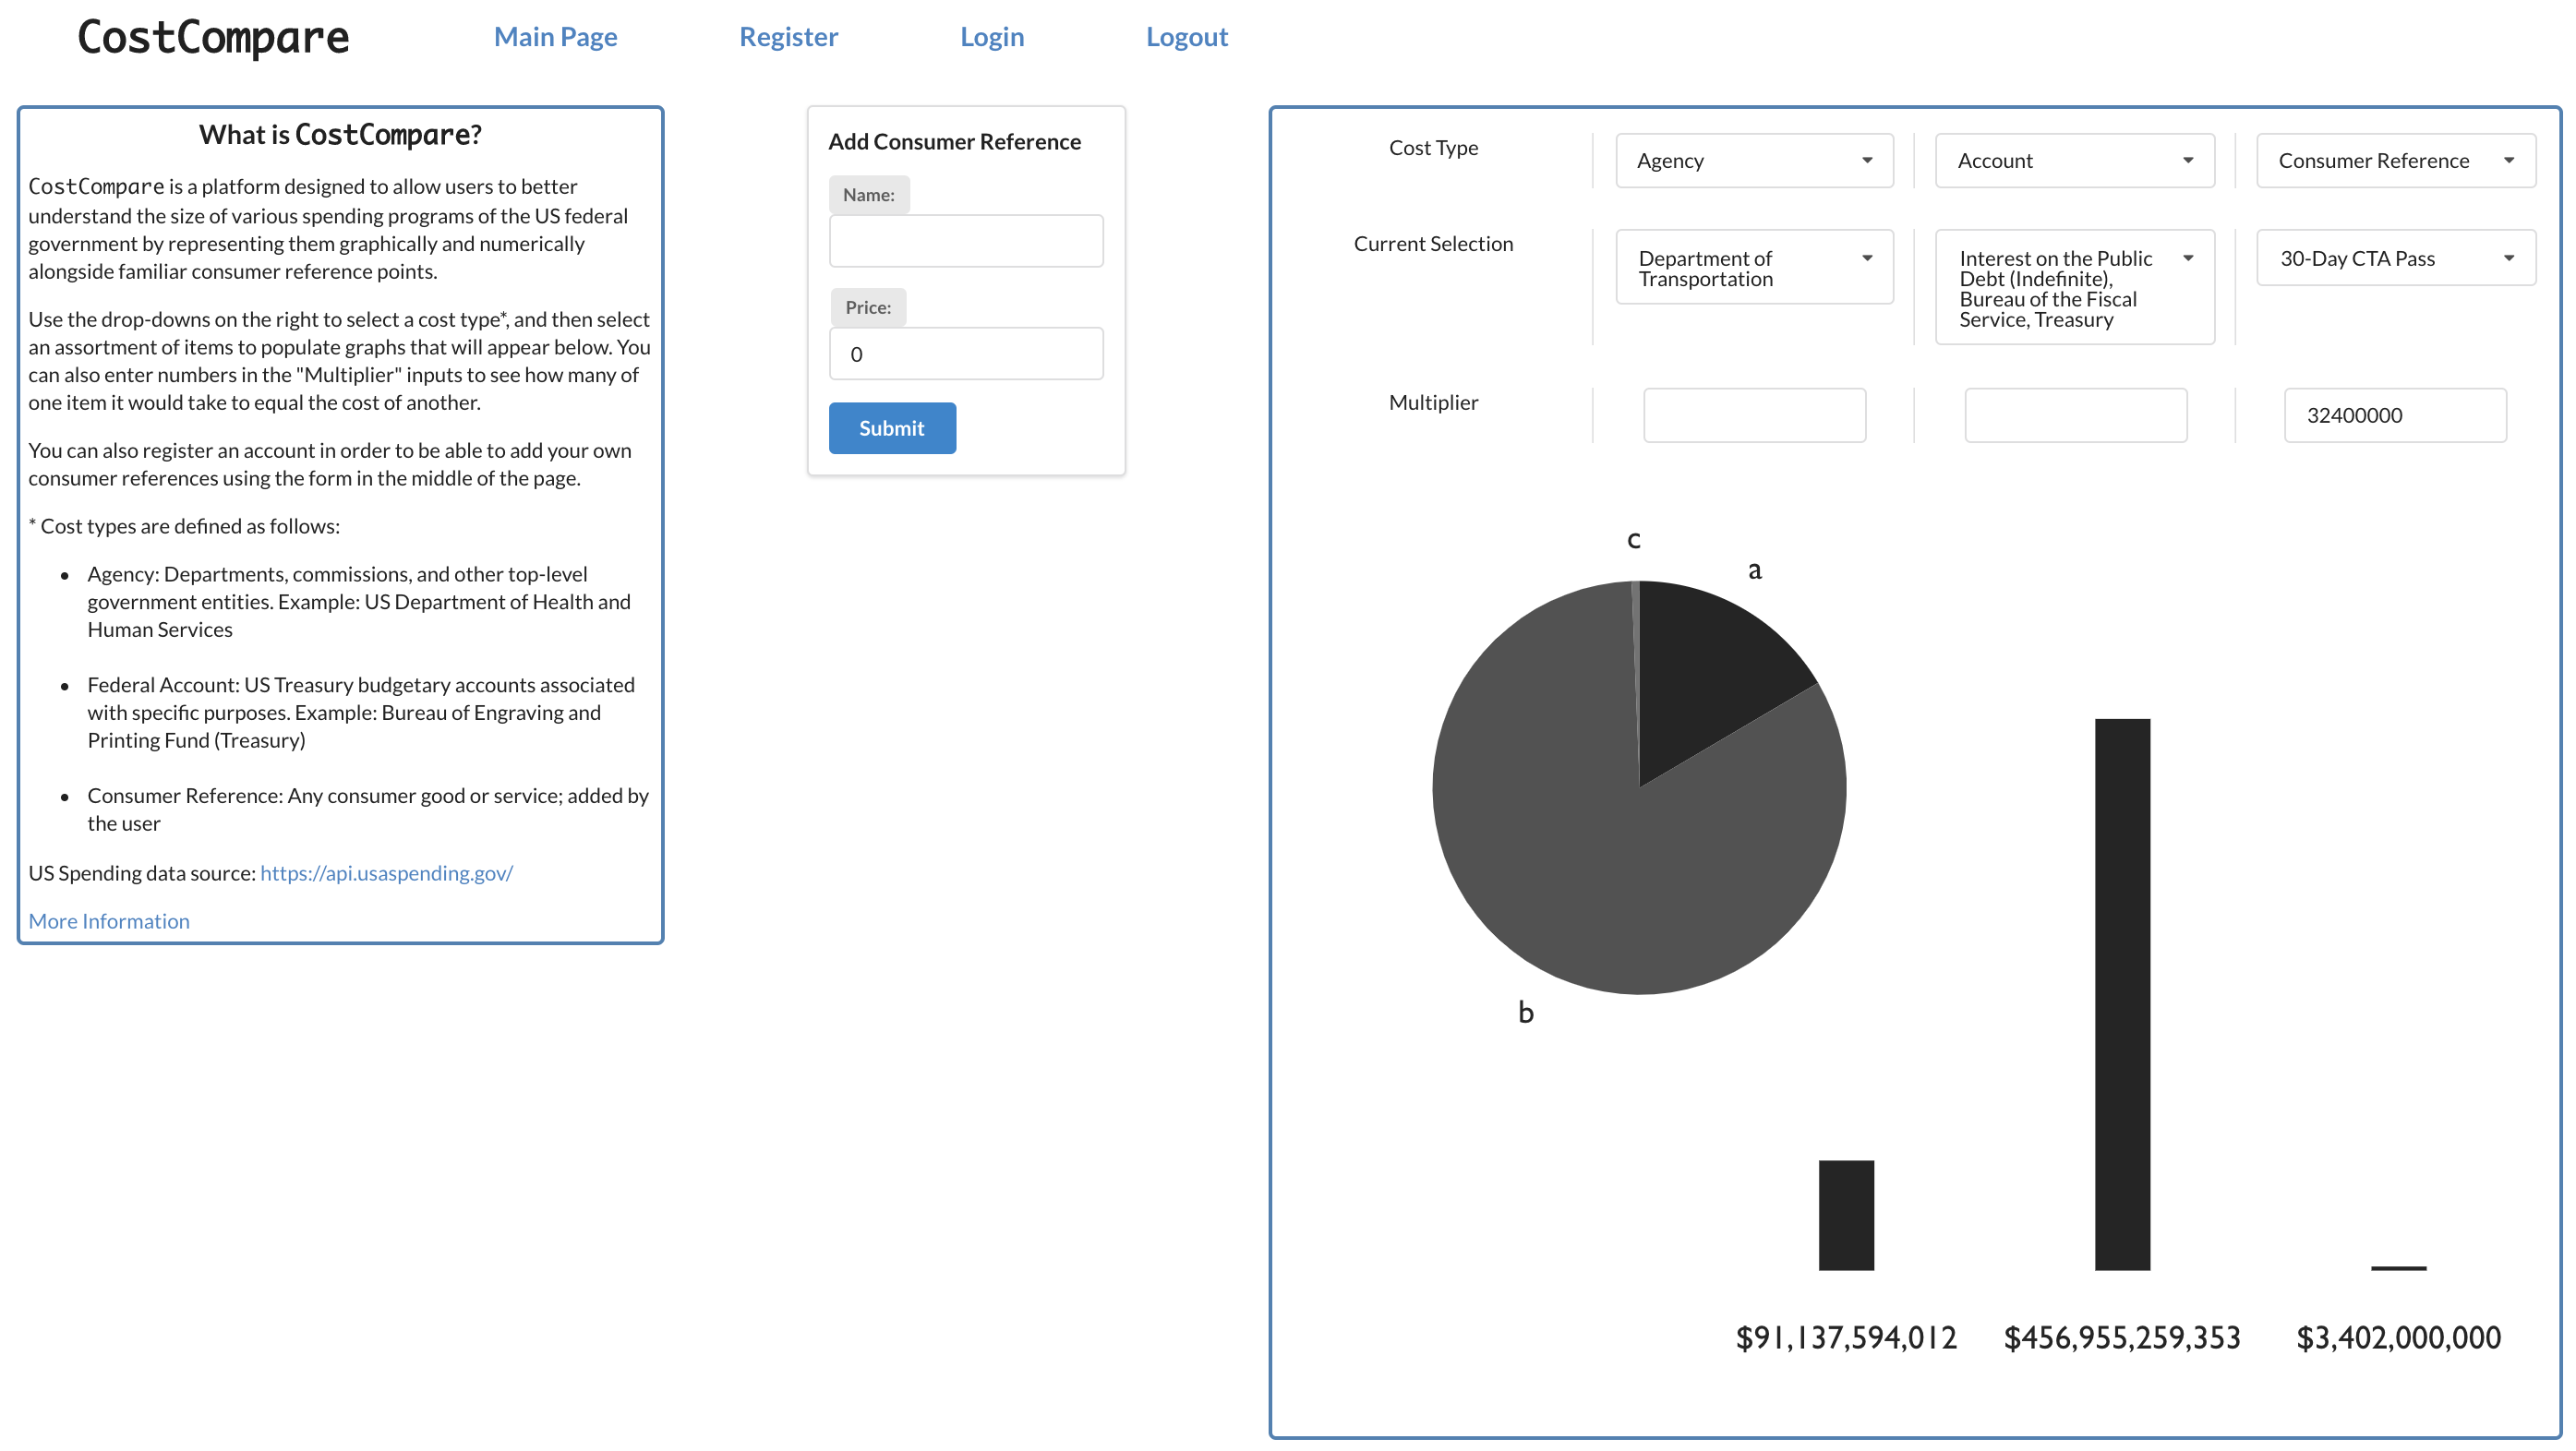 CostCompare
Main Page
Register
Login
Logout
What is CostCompare?
CostCompare is a platform designed to allow users to better
understand the size of various spending programs of the US federal
government by representing them graphically and numerically
alongside familiar consumer reference points.
Use the drop-downs on the right to select a cost type*, and then select
an assortment of items to populate graphs that will appear below. You
can also enter numbers in the "Multiplier" inputs to see how many of
one item it would take to equal the cost of another.
You can also register an account in order to be able to add your own
consumer references using the form in the middle of the page.
* Cost types are defined as follows:
• Agency: Departments, commissions, and other top-level
government entities. Example: US Department of Health and
Human Services
• Federal Account: US Treasury budgetary accounts associated
with specific purposes. Example: Bureau of Engraving and
Printing Fund (Treasury)
• Consumer Reference: Any consumer good or service; added by
the user
US Spending data source: https://api.usaspending.gov/
More Information
Add Consumer Reference
Name:
Price:
0
Submit
Cost Type
Agency
Account
Consumer Reference
Current Selection
Department of
Transportation
Interest on the Public
Debt (Indefinite),
Bureau of the Fiscal
Service, Treasury
30-Day CTA Pass
Multiplier
32400000
c
a
b
$91,137,594,012
$456,955,259,353
$3,402,000,000